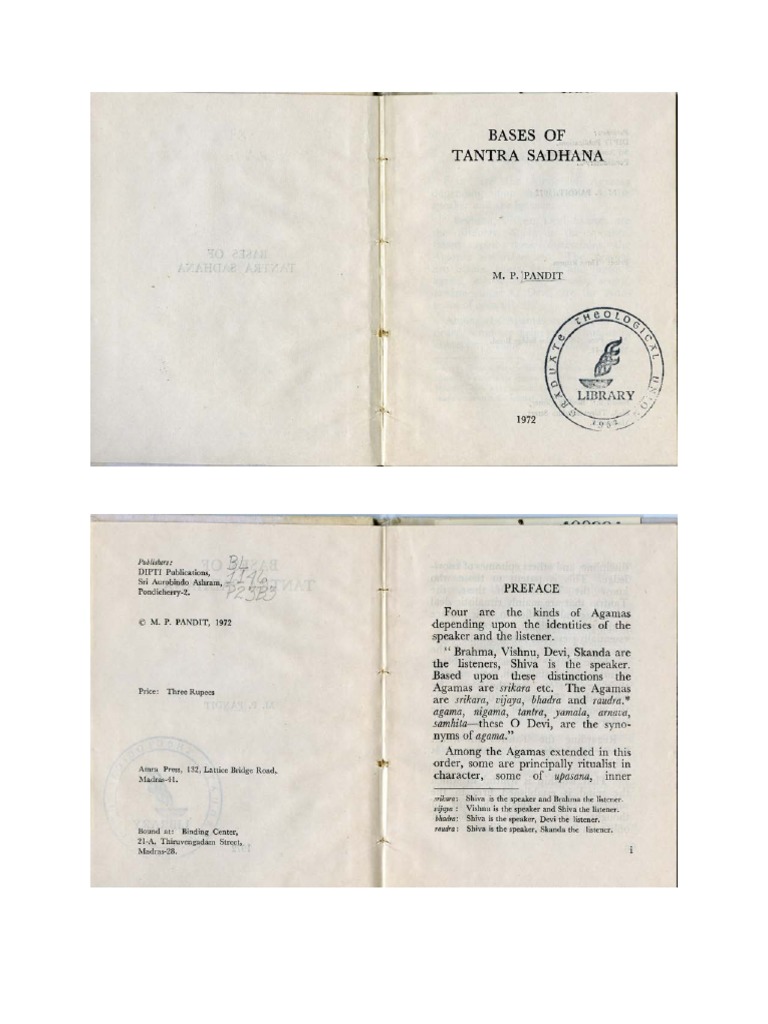 BASES OF
TANTRA SADHANA
M. P. PANDIT
GRADUATE THEOLOGICAL UNION
LIBRARY
1962
1972
Publishers:
DIPTI Publications,
Sri Aurobindo Ashram,
Pondicherry-2.
BL
1146
P23B3
© M. P. PANDIT, 1972
Price: Three Rupees
Amra Press, 132, Lattice Bridge Road,
Madras-41.
Bound at: Binding Center,
21-A, Thiruvengadam Street,
Madras-28.
PREFACE
Four are the kinds of Agamas
depending upon the identities of the
speaker and the listener.
" Brahma, Vishnu, Devi, Skanda are
the listeners, Shiva is the speaker.
Based upon these distinctions the
Agamas are srikara etc. The Agamas
are srikara, vijaya, bhadra and raudra.*
agama, nigama, tantra, yamala, arnava,
samhita—these O Devi, are the syno-
nyms of agama."
Among the Agamas extended in this
order, some are principally ritualist in
character, some of upasana, inner
srikara: Shiva is the speaker and Brahma the listener.
vijaya : Vishnu is the speaker and Shiva the listener.
bhadra: Shiva is the speaker, Devi the listener.
raudra : Shiva is the speaker, Skanda the listener.
i